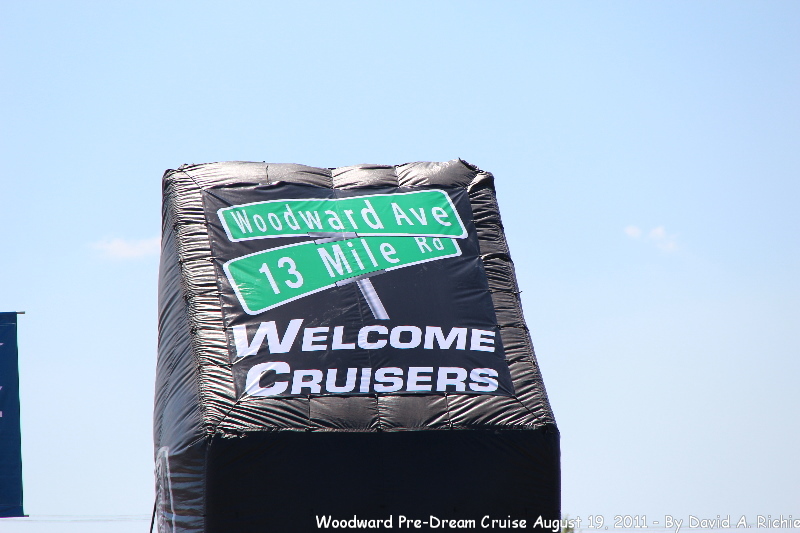 Woodward Ave
13 Mile Rd
WELCOME
CRUISERS
Woodward Pre-Dream Cruise August 19, 2011 - By David A. Richie